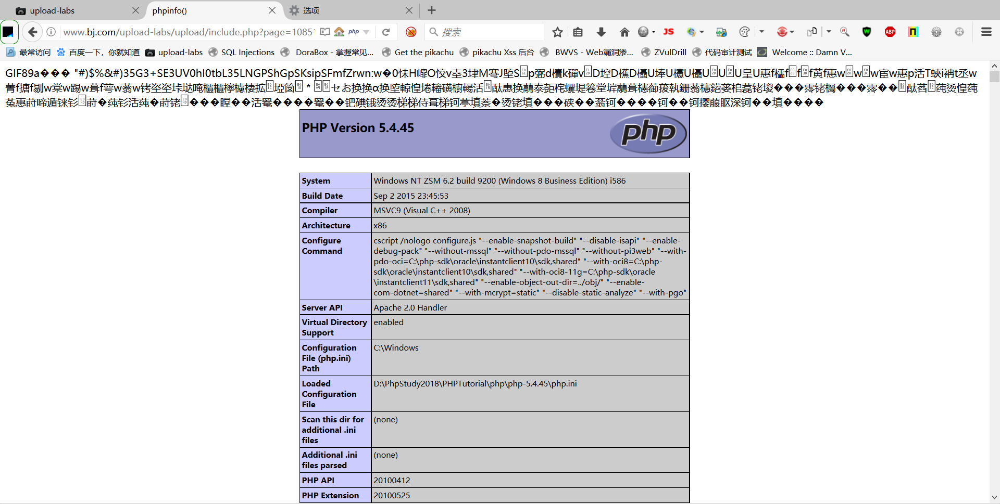 upload-labs
phpinfo()
选项
www.bj.com/upload-labs/upload/include.php?page=1085
php
搜索
JS
ABP
最常访问
百度一下，你就知道
upload-labs
SQL Injections
DoraBox - 掌握常见...
Get the pikachu
pikachu Xss 后台
BWVS - Web漏洞渗...
ZVulDrill
代码审计测试
Welcome :: Damn V...
GIF89a��� "#)$%&#)35G3+SE3UV0hI0tbL35LNGPShGpSKsipSFmfZrwn:w
PHP Version 5.4.45
php
System
Windows NT ZSM 6.2 build 9200 (Windows 8 Business Edition) i586
Build Date
Sep 2 2015 23:45:53
Compiler
MSVC9 (Visual C++ 2008)
Architecture
x86
Configure
Command
cscript /nologo configure.js "--enable-snapshot-build" "--disable-isapi" "--enable-
debug-pack" "--without-mssql" "--without-pdo-mssql" "--without-pi3web" "--with-
pdo-oci=C:\php-sdk\oracle\instantclient10\sdk,shared" "--with-oci8=C:\php-
sdk\oracle\instantclient10\sdk,shared" "--with-oci8-11g=C:\php-sdk\oracle
\instantclient11\sdk,shared" "--enable-object-out-dir=../obj/" "--enable-
com-dotnet=shared" "--with-mcrypt=static" "--disable-static-analyze" "--with-pgo"
Server API
Apache 2.0 Handler
Virtual Directory
Support
enabled
Configuration
File (php.ini)
Path
C:\Windows
Loaded
Configuration
File
D:\PhpStudy2018\PHPTutorial\php\php-5.4.45\php.ini
Scan this dir for
additional .ini
files
(none)
Additional .ini
files parsed
(none)
PHP API
20100412
PHP Extension
20100525